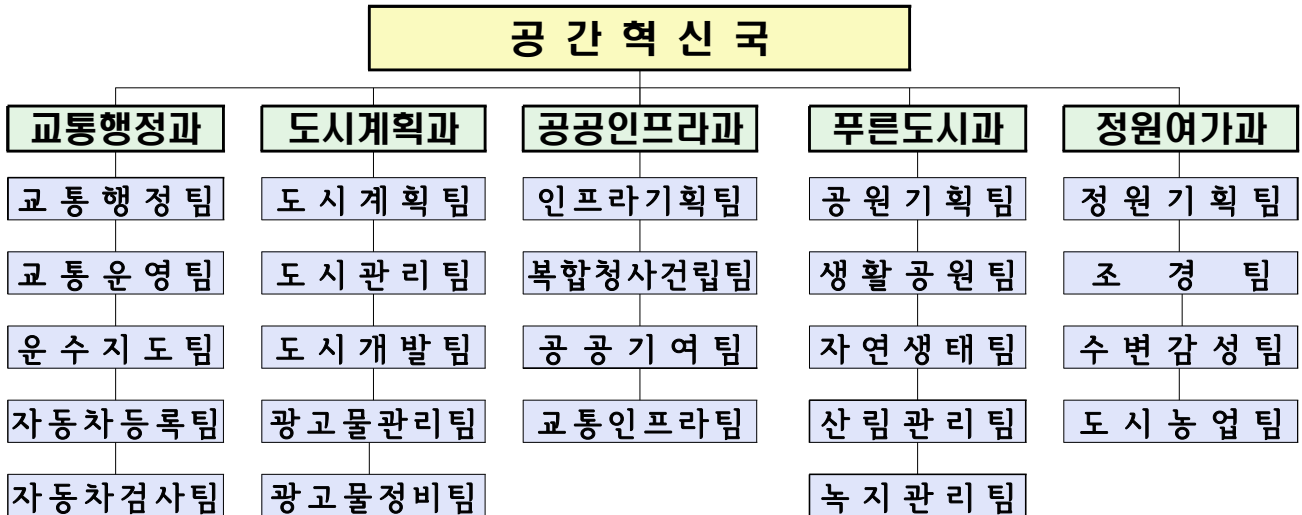 공 간 혁 신 국
교통행정과 도시계획과 공공인프라과 푸른도시과 정원여가과
교 통 행 정 팀 도 시 계 획 팀 인 프 라 기 획 팀 공 원 기 획 팀 정 원 기 획 팀
교 통 운 영 팀 도 시 관 리 팀 복합청사건립팀 생 활 공 원 팀 조 경 팀
운 수 지 도 팀 도 시 개 발 팀 공 공 기 여 팀 자 연 생 태 팀 수 변 감 성 팀
자동차등록팀 광고물관리팀 교 통 인 프 라 팀 산 림 관 리 팀 도 시 농 업 팀
자동차검사팀 광고물정비팀 녹 지 관 리 팀